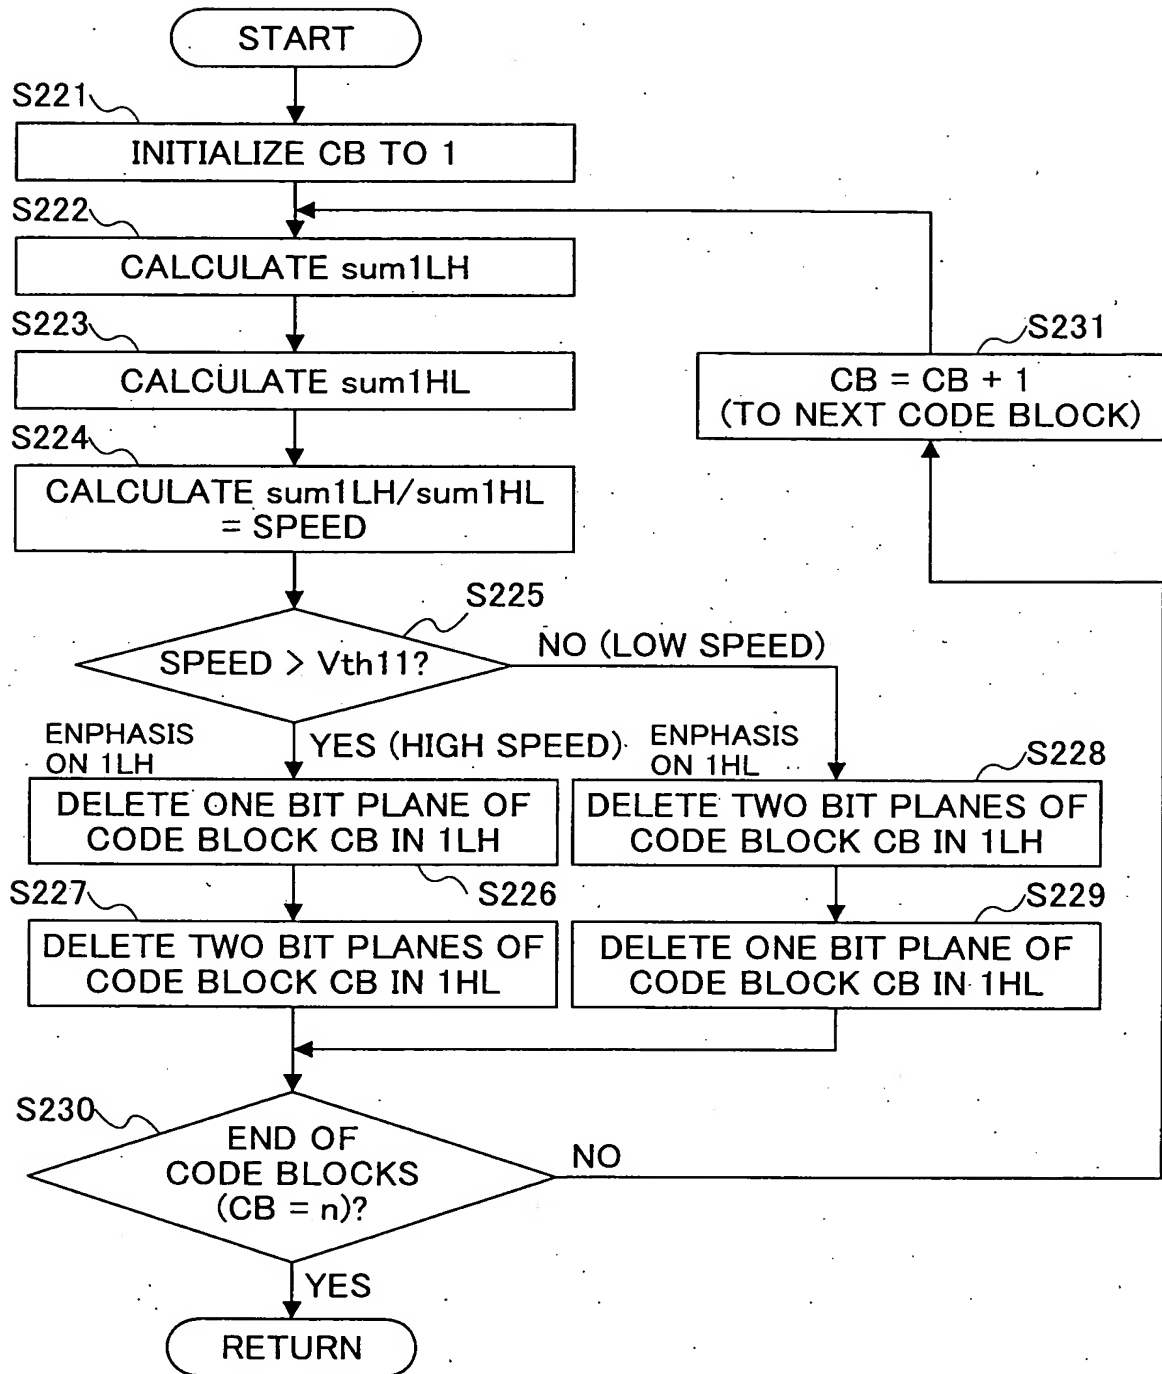 START
S221
INITIALIZE CB TO 1
S222
CALCULATE sum1LH
S223
CALCULATE sum1HL
S231
CB = CB + 1
(TO NEXT CODE BLOCK)
S224
CALCULATE sum1LH/sum1HL
= SPEED
S225
SPEED > Vth11?
NO (LOW SPEED)
ENPHASIS
ON 1LH
YES (HIGH SPEED)
ENPHASIS
ON 1HL
S228
DELETE ONE BIT PLANE OF
CODE BLOCK CB IN 1LH
DELETE TWO BIT PLANES OF
CODE BLOCK CB IN 1LH
S226
S227
S229
DELETE TWO BIT PLANES OF
CODE BLOCK CB IN 1HL
DELETE ONE BIT PLANE OF
CODE BLOCK CB IN 1HL
S230
END OF
CODE BLOCKS
(CB = n)?
NO
YES
RETURN